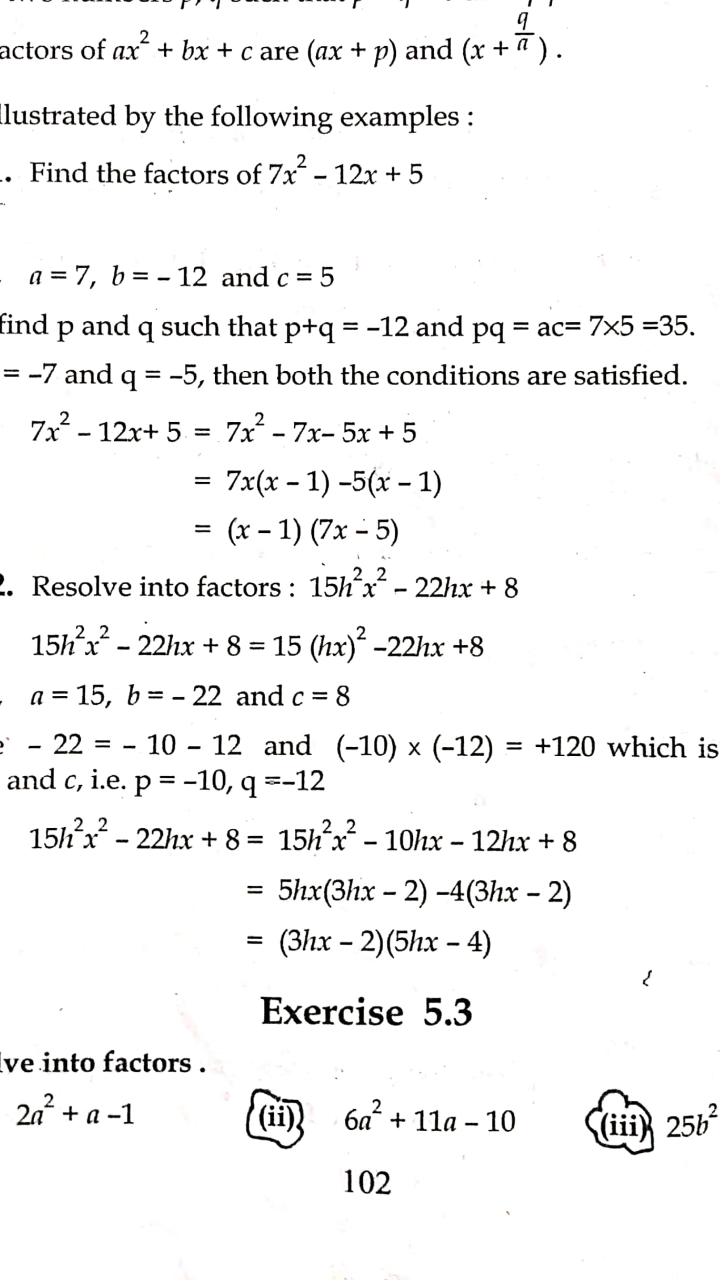 actors of ax² + bx + c are (ax + p) and (x + q/a ) .
llustrated by the following examples :
. Find the factors of 7x² – 12x + 5
a = 7, b = – 12 and c = 5
find p and q such that p+q = –12 and pq = ac= 7×5 =35.
= –7 and q = –5, then both the conditions are satisfied.
7x² – 12x+ 5 = 7x² – 7x– 5x + 5
= 7x(x – 1) –5(x – 1)
= (x – 1) (7x – 5)
2. Resolve into factors : 15h²x² – 22hx + 8
15h²x² – 22hx + 8 = 15 (hx)² –22hx +8
a = 15, b = – 22 and c = 8
– 22 = – 10 – 12 and (–10) × (–12) = +120 which is
and c, i.e. p = –10, q =–12
15h²x² – 22hx + 8 = 15h²x² – 10hx – 12hx + 8
= 5hx(3hx – 2) –4(3hx – 2)
= (3hx – 2)(5hx – 4)
Exercise 5.3
lve into factors .
2a² + a –1 (ii) 6a² + 11a – 10 (iii) 25b²
102